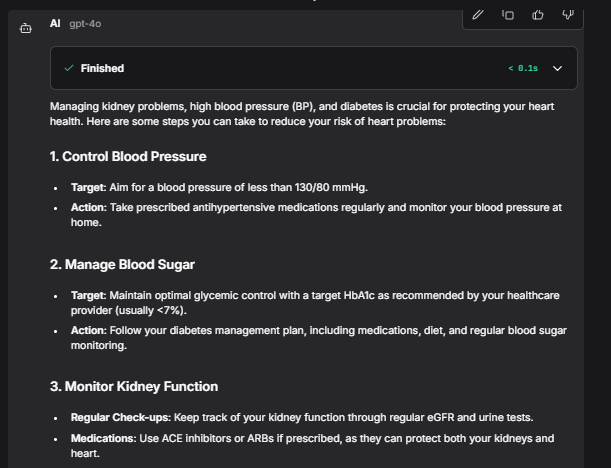 AI gpt-4o
Finished < 0.1s
Managing kidney problems, high blood pressure (BP), and diabetes is crucial for protecting your heart
health. Here are some steps you can take to reduce your risk of heart problems:
1. Control Blood Pressure
• Target: Aim for a blood pressure of less than 130/80 mmHg.
• Action: Take prescribed antihypertensive medications regularly and monitor your blood pressure at
home.
2. Manage Blood Sugar
• Target: Maintain optimal glycemic control with a target HbA1c as recommended by your healthcare
provider (usually <7%).
• Action: Follow your diabetes management plan, including medications, diet, and regular blood sugar
monitoring.
3. Monitor Kidney Function
• Regular Check-ups: Keep track of your kidney function through regular eGFR and urine tests.
• Medications: Use ACE inhibitors or ARBs if prescribed, as they can protect both your kidneys and
heart.